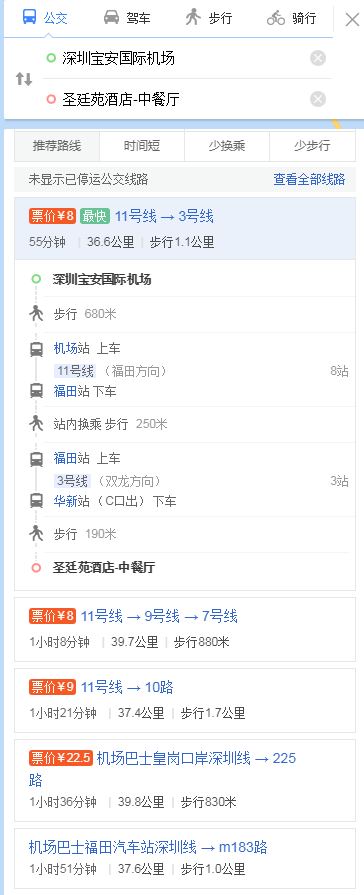 公交 驾车 步行 骑行
深圳宝安国际机场
圣廷苑酒店-中餐厅
推荐路线 时间短 少换乘 少步行
未显示已停运公交线路 查看全部线路
票价¥8 最快 11号线 → 3号线
55分钟 | 36.6公里 | 步行1.1公里
深圳宝安国际机场
步行 680米
机场站 上车
11号线 （福田方向） 8站
福田站 下车
站内换乘 步行 250米
福田站 上车
3号线 （双龙方向） 3站
华新站 （C口出） 下车
步行 190米
圣廷苑酒店-中餐厅
票价¥8 11号线 → 9号线 → 7号线
1小时8分钟 | 39.7公里 | 步行880米
票价¥9 11号线 → 10路
1小时21分钟 | 37.4公里 | 步行1.7公里
票价¥22.5 机场巴士皇岗口岸深圳线 → 225
路
1小时36分钟 | 39.8公里 | 步行830米
机场巴士福田汽车站深圳线 → m183路
1小时51分钟 | 37.6公里 | 步行1.0公里